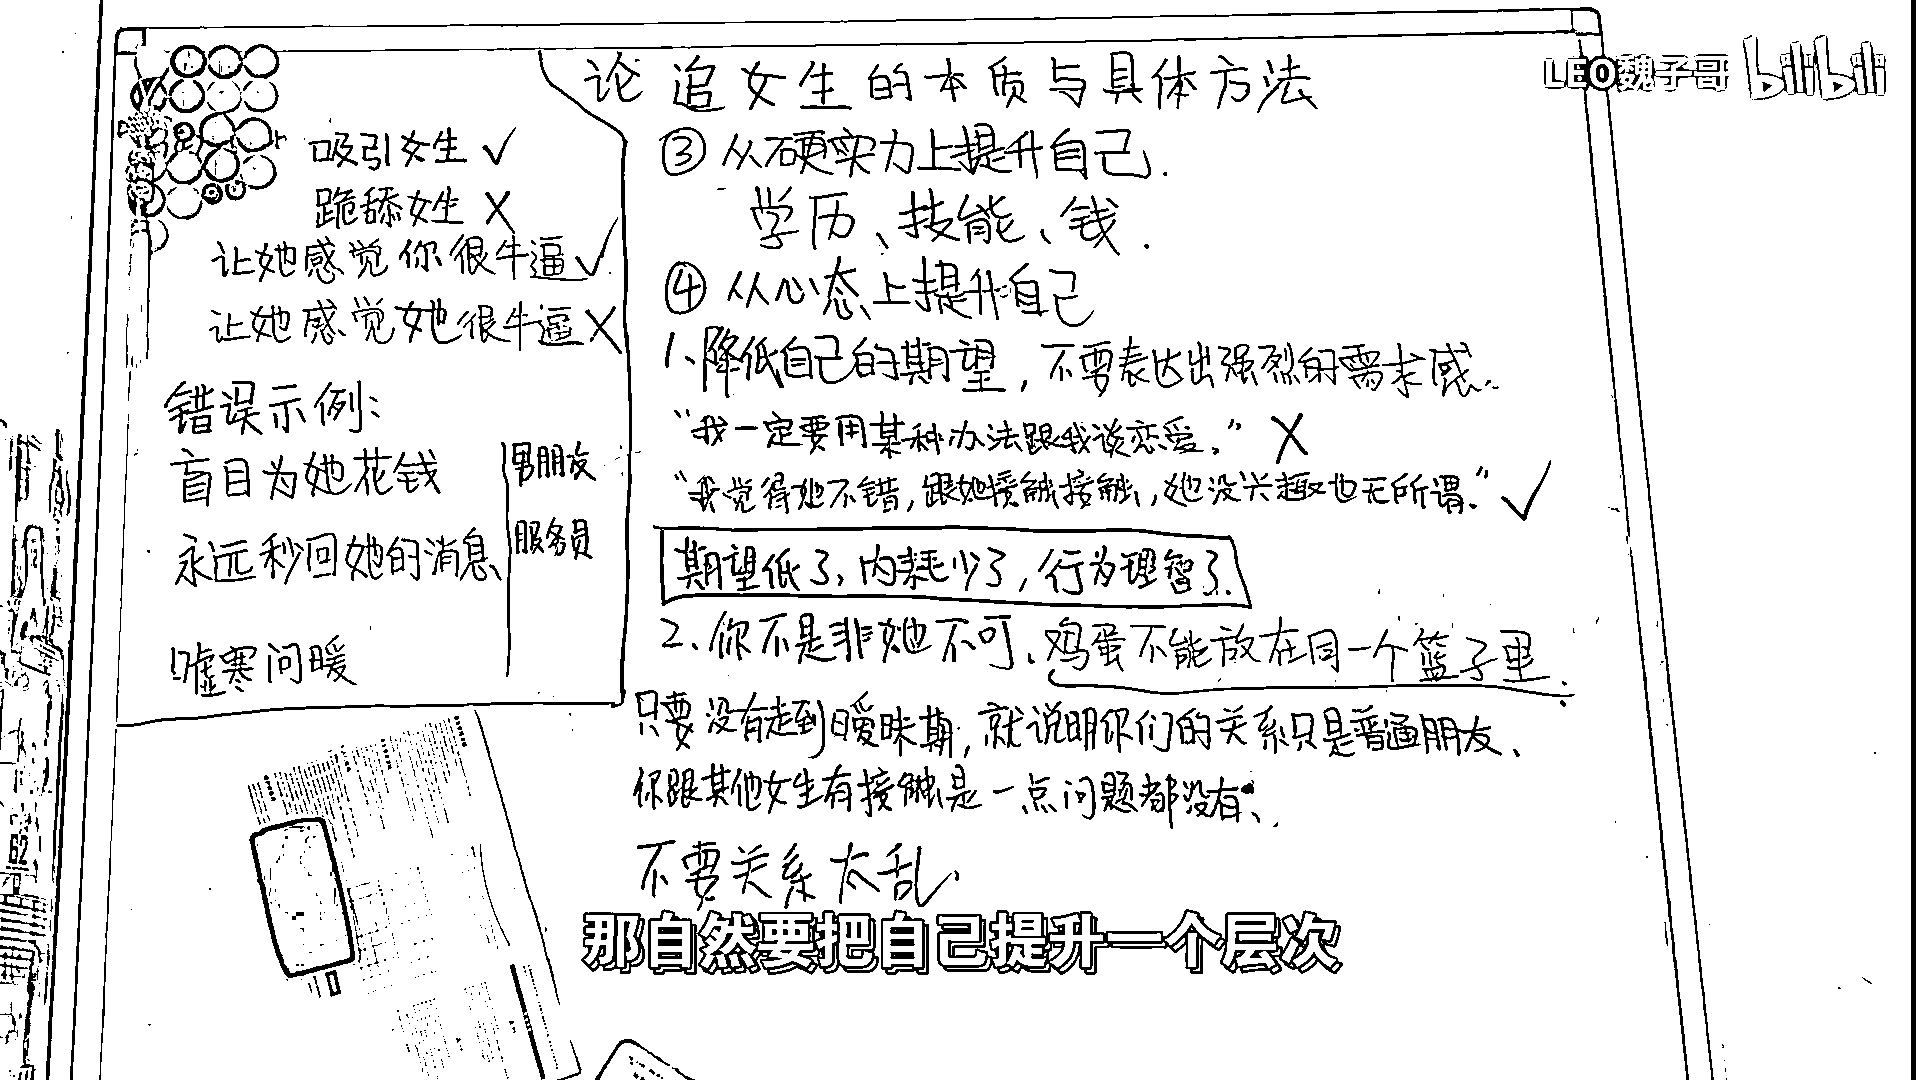 LEO魏子哥 bilibili
论追女生的本质与具体方法
吸引女生 ✓
跪舔女生 X
让她感觉你很牛逼 ✓
让她感觉她很牛逼 X
错误示例：
盲目为她花钱
永远秒回她的消息
嘘寒问暖
男朋友
服务员
③ 从硬实力上提升自己.
学历、技能、钱.
④ 从心态上提升自己
1、降低自己的期望，不要表达出强烈的需求感.
“我一定要用某种办法跟我谈恋爱。” X
“我觉得她不错，跟她接触接触，她没兴趣也无所谓.” ✓
期望低了，内耗少了，行为理智了.
2、你不是非她不可、鸡蛋不能放在同一个篮子里.
只要没有走到暧昧期，就说明你们的关系只是普通朋友、
你跟其他女生有接触是一点问题都没有、
不要关系太乱.
那自然要把自己提升一个层次
62